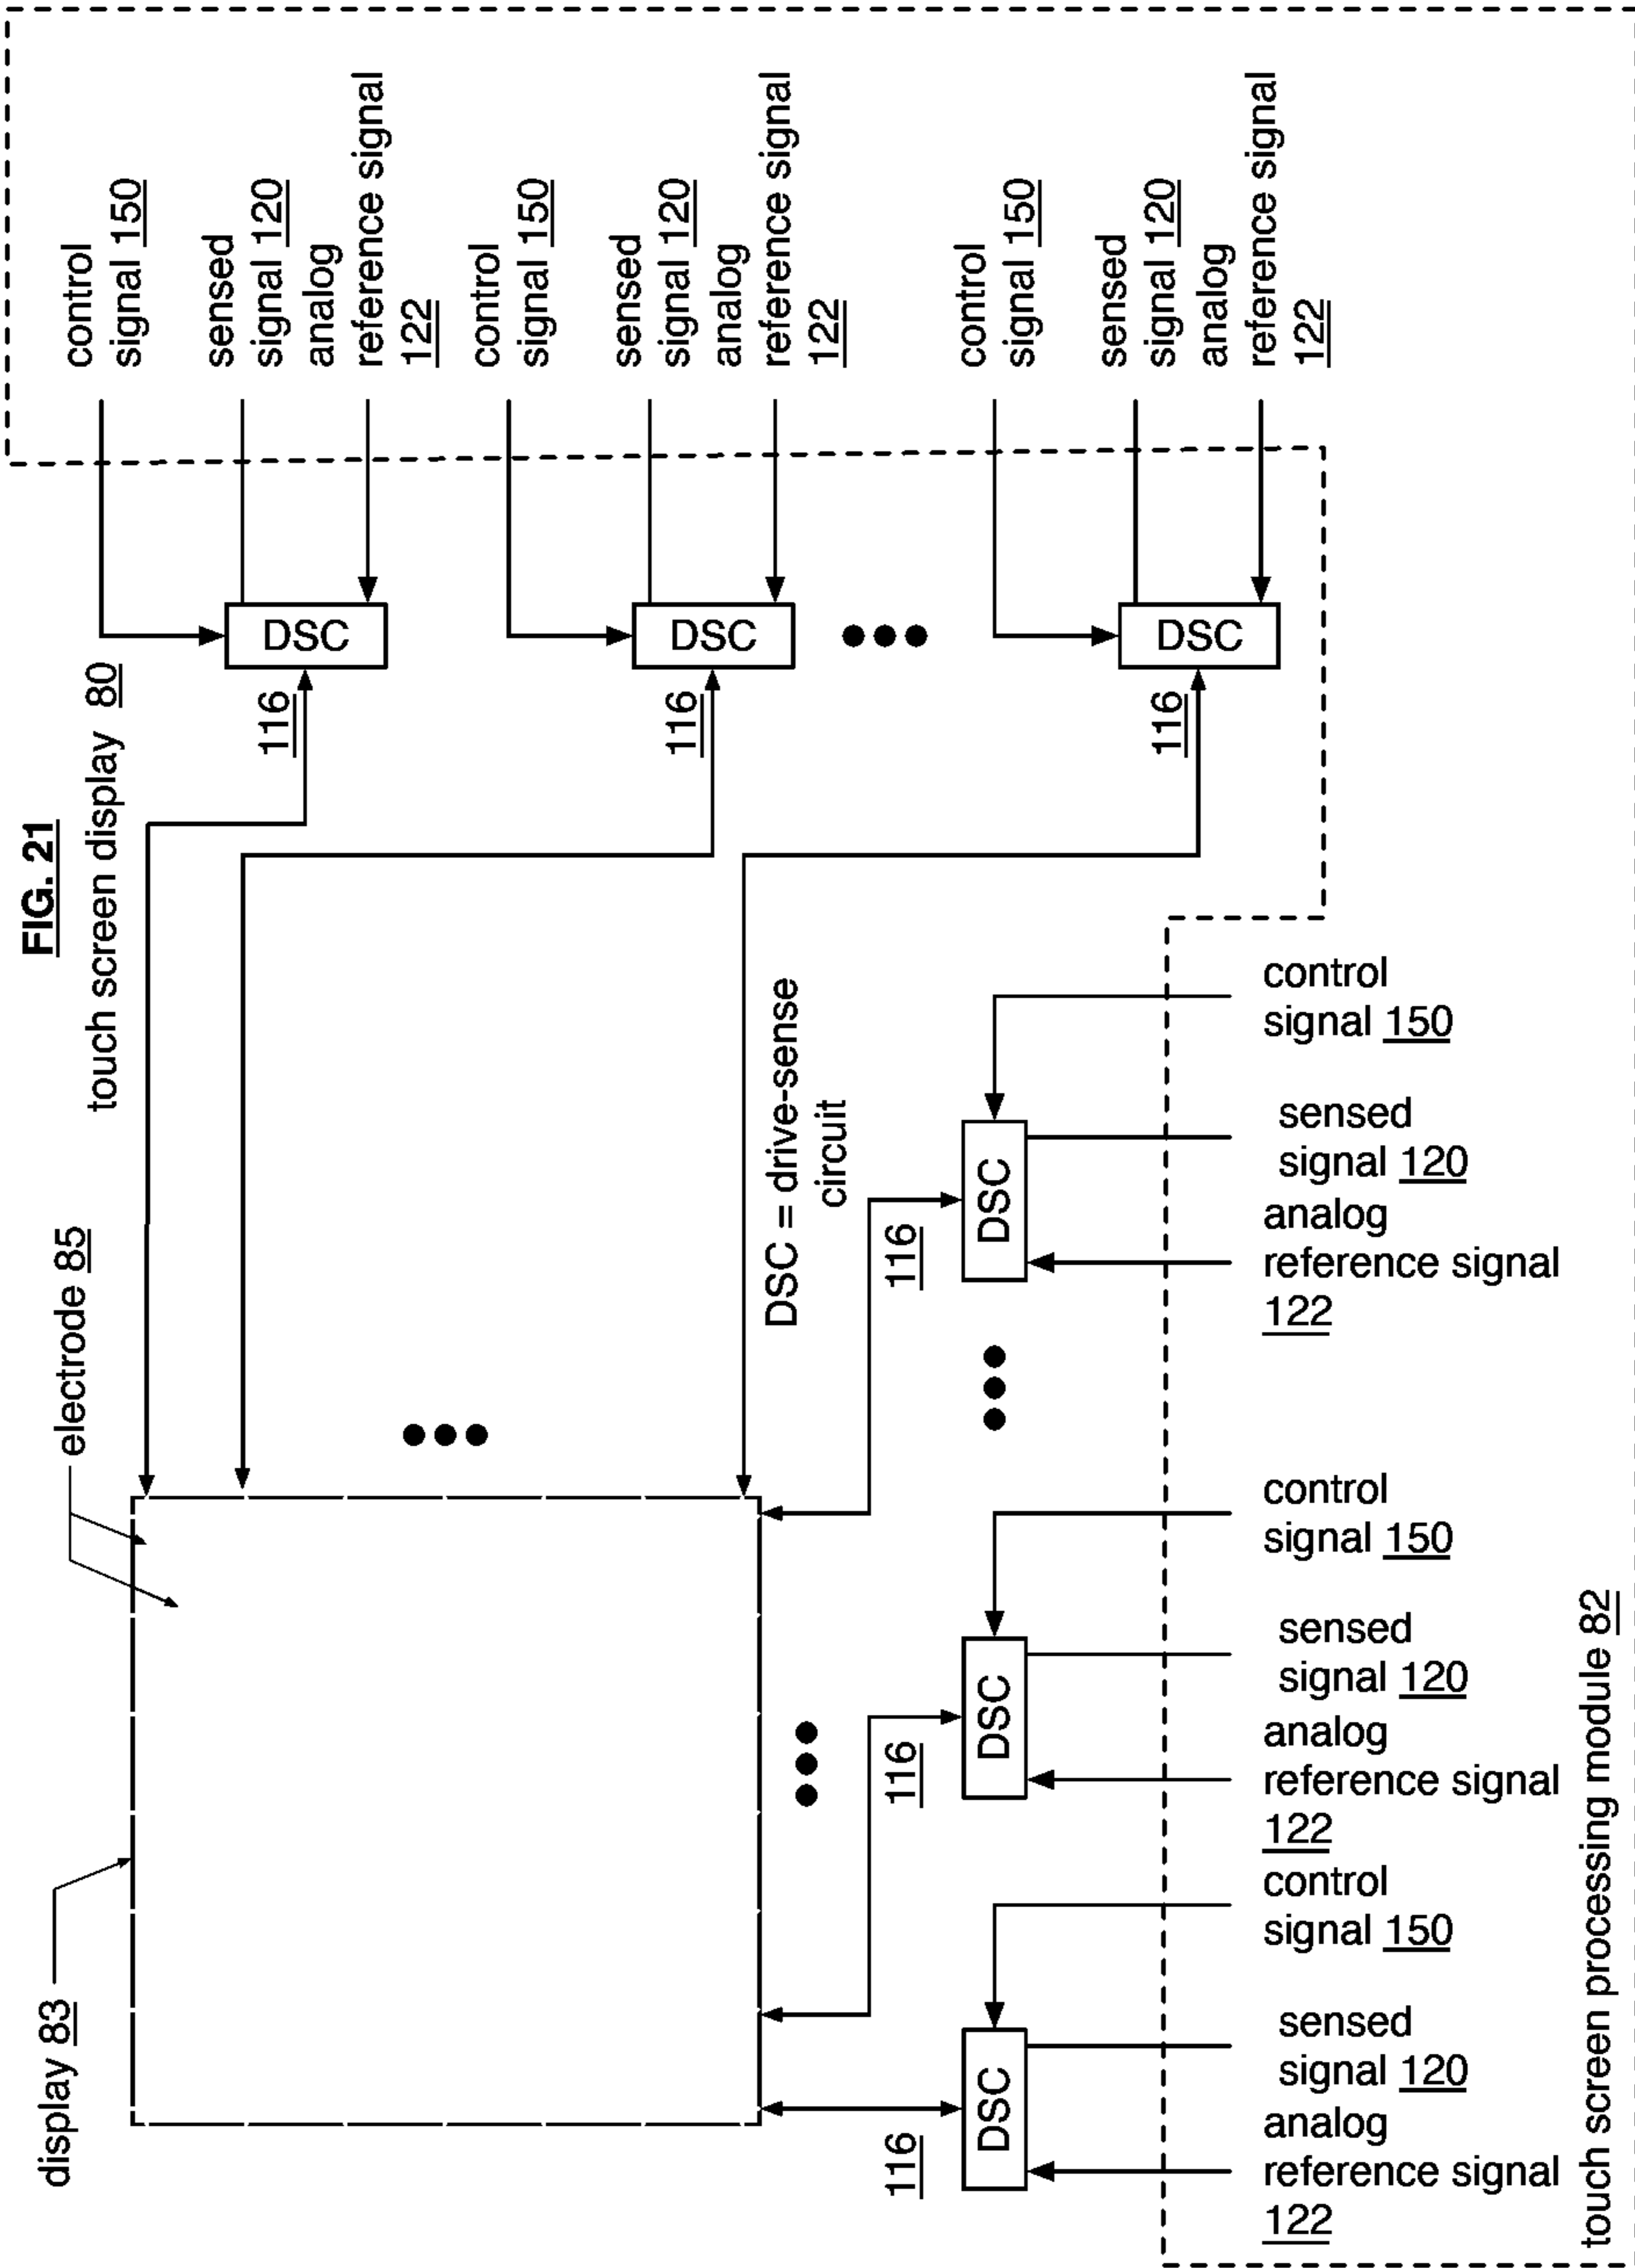 FIG. 21
touch screen display 80
electrode 85
display 83
control
signal 150
sensed
signal 120
analog
reference signal
122
DSC
116
control
signal 150
sensed
signal 120
analog
reference signal
122
DSC
116
control
signal 150
sensed
signal 120
analog
reference signal
122
DSC
116
DSC = drive-sense
circuit
116
DSC
control
signal 150
sensed
signal 120
analog
reference signal
122
116
DSC
control
signal 150
sensed
signal 120
analog
reference signal
122
116
DSC
control
signal 150
sensed
signal 120
analog
reference signal
122
touch screen processing module 82